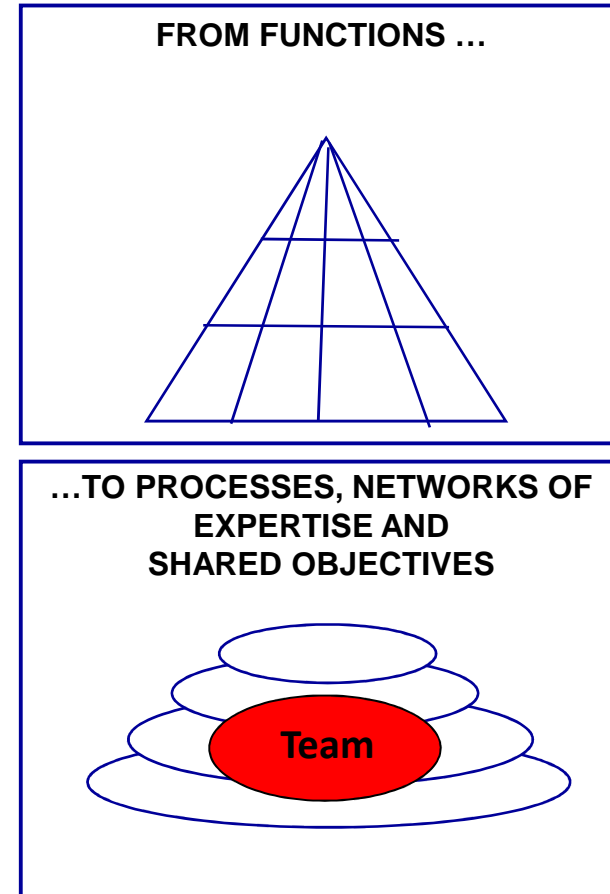 FROM FUNCTIONS …
…TO PROCESSES, NETWORKS OF
EXPERTISE AND
SHARED OBJECTIVES
Team